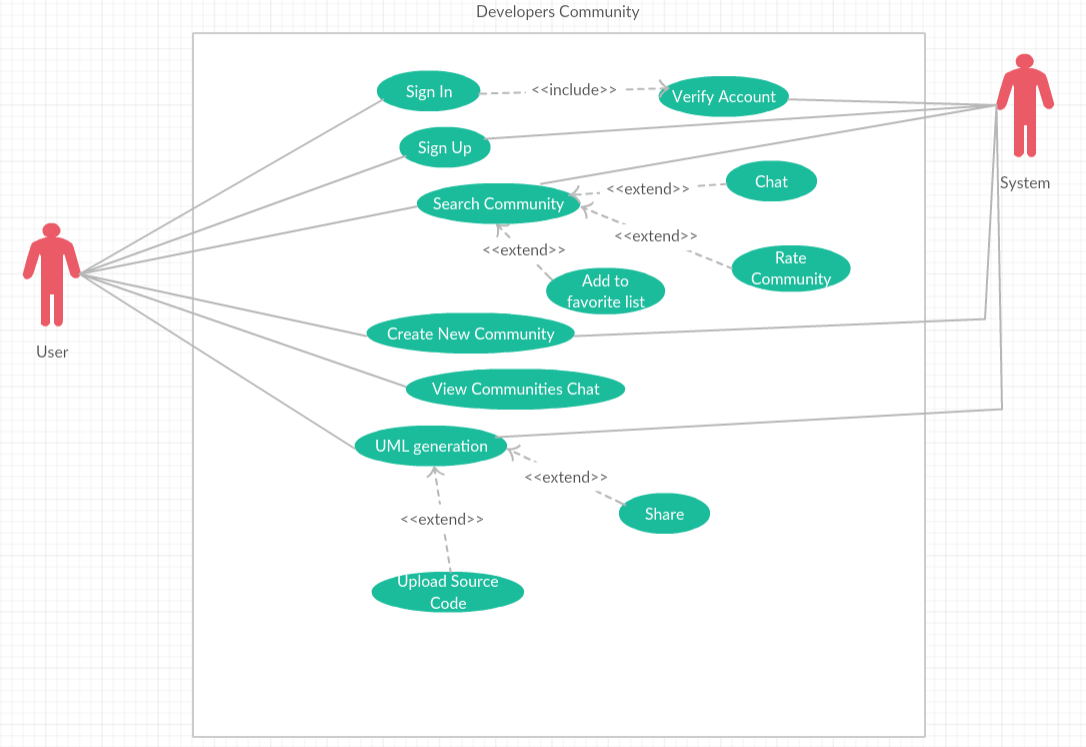 Developers Community
Sign In
<<include>>
Verify Account
Sign Up
System
Search Community
<<extend>>
Chat
<<extend>>
<<extend>>
Rate
Community
Add to
favorite list
User
Create New Community
View Communities Chat
UML generation
<<extend>>
Share
<<extend>>
Upload Source
Code